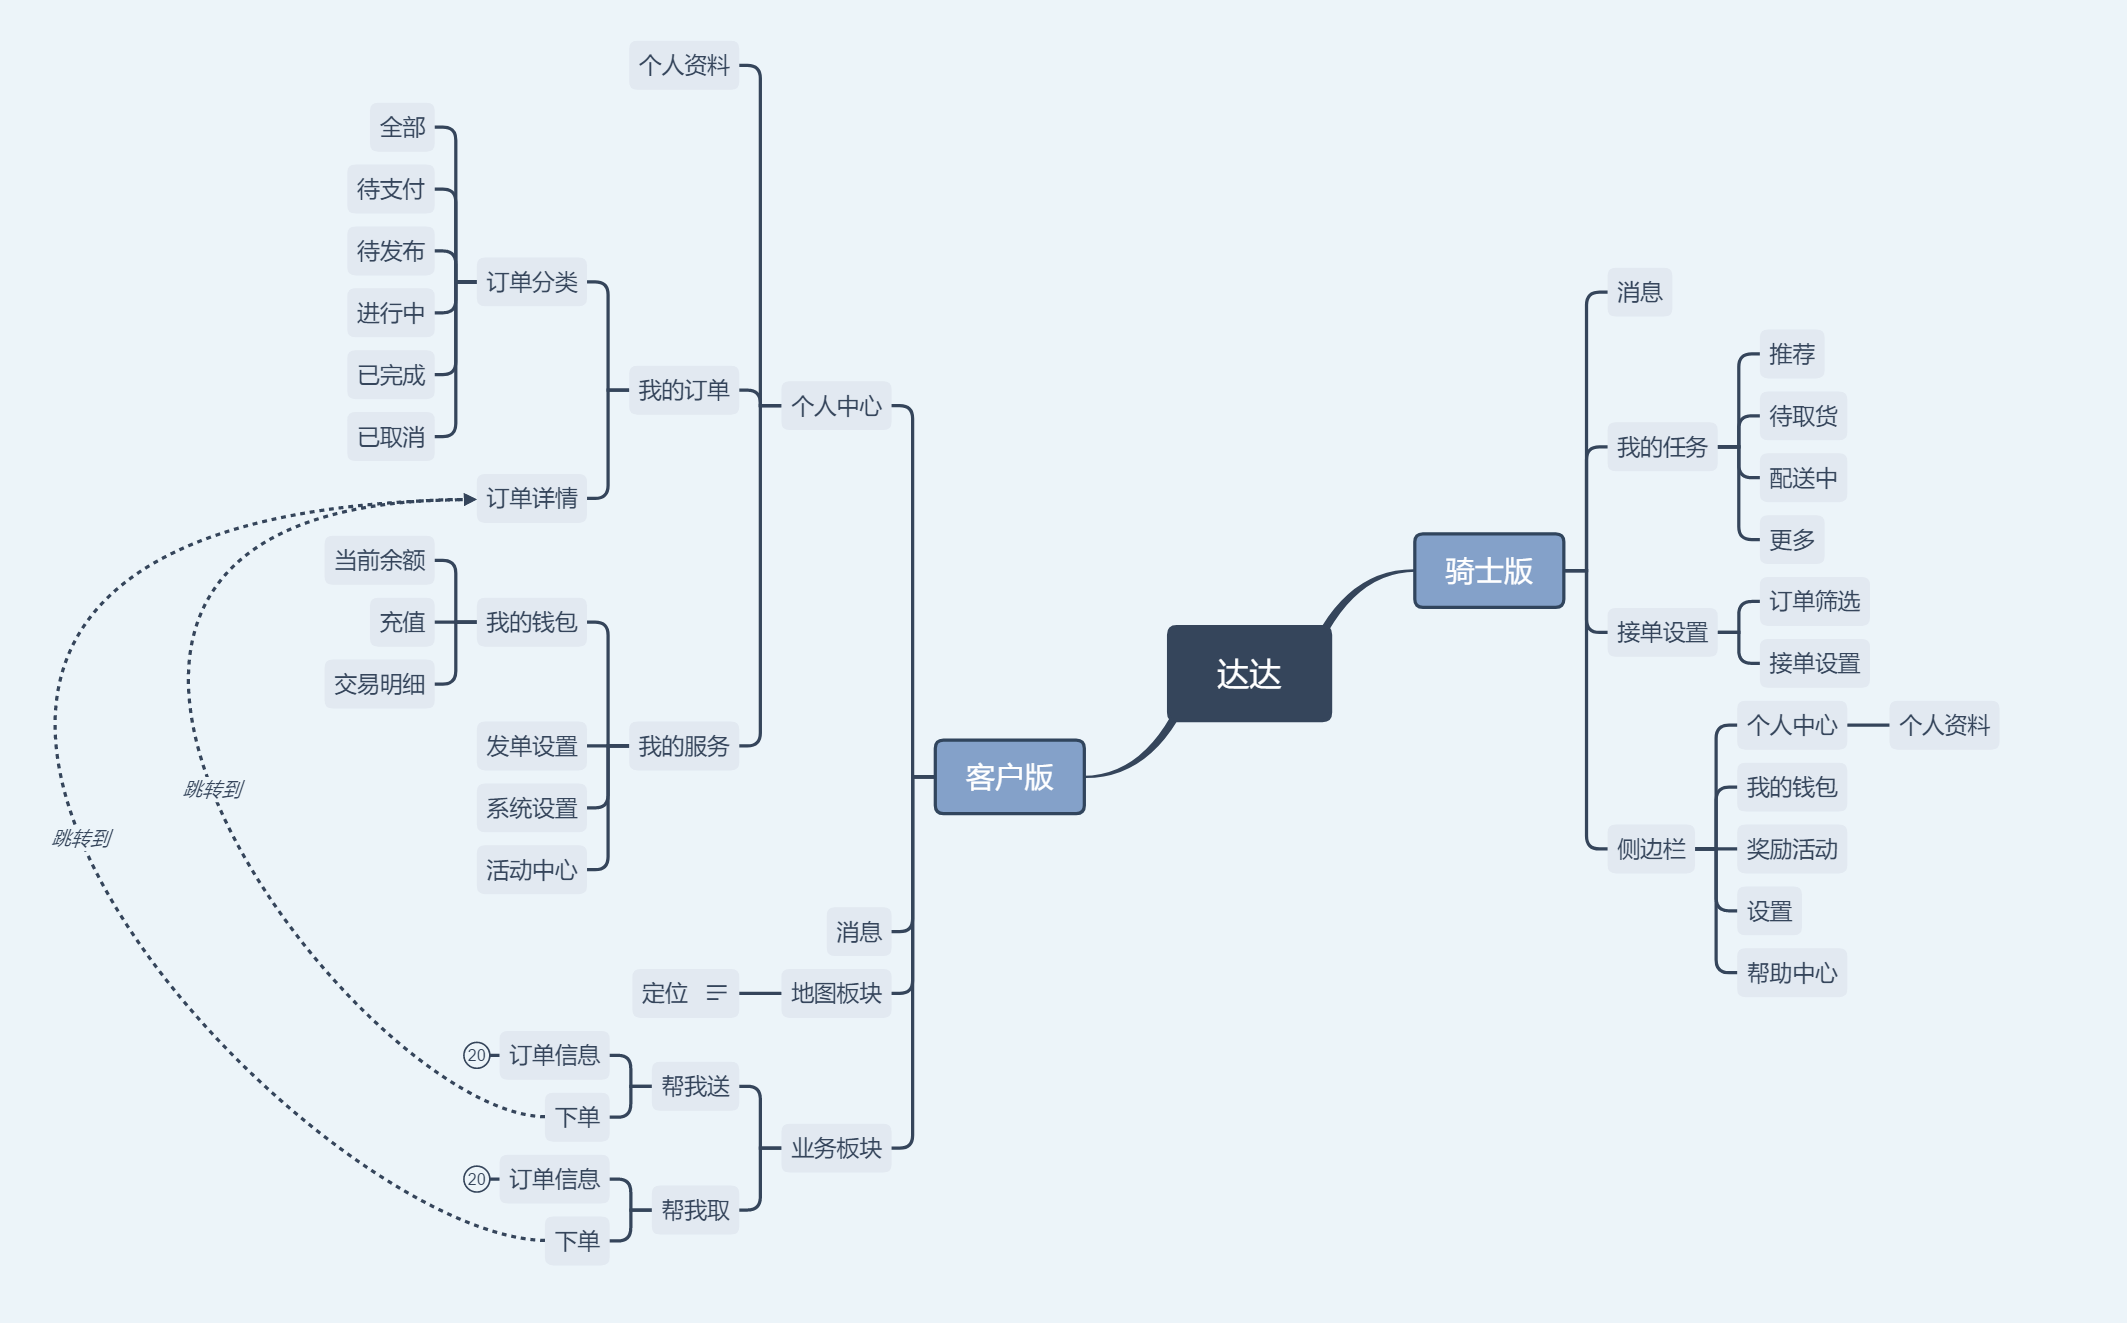 达达
骑士版
消息
我的任务
推荐
待取货
配送中
更多
接单设置
订单筛选
接单设置
侧边栏
个人中心
个人资料
我的钱包
奖励活动
设置
帮助中心
客户版
个人中心
个人资料
我的订单
订单分类
全部
待支付
待发布
进行中
已完成
已取消
订单详情
我的服务
我的钱包
当前余额
充值
交易明细
发单设置
系统设置
活动中心
消息
地图板块
定位
业务板块
帮我送
订单信息
20
下单
跳转到
帮我取
订单信息
20
下单
跳转到